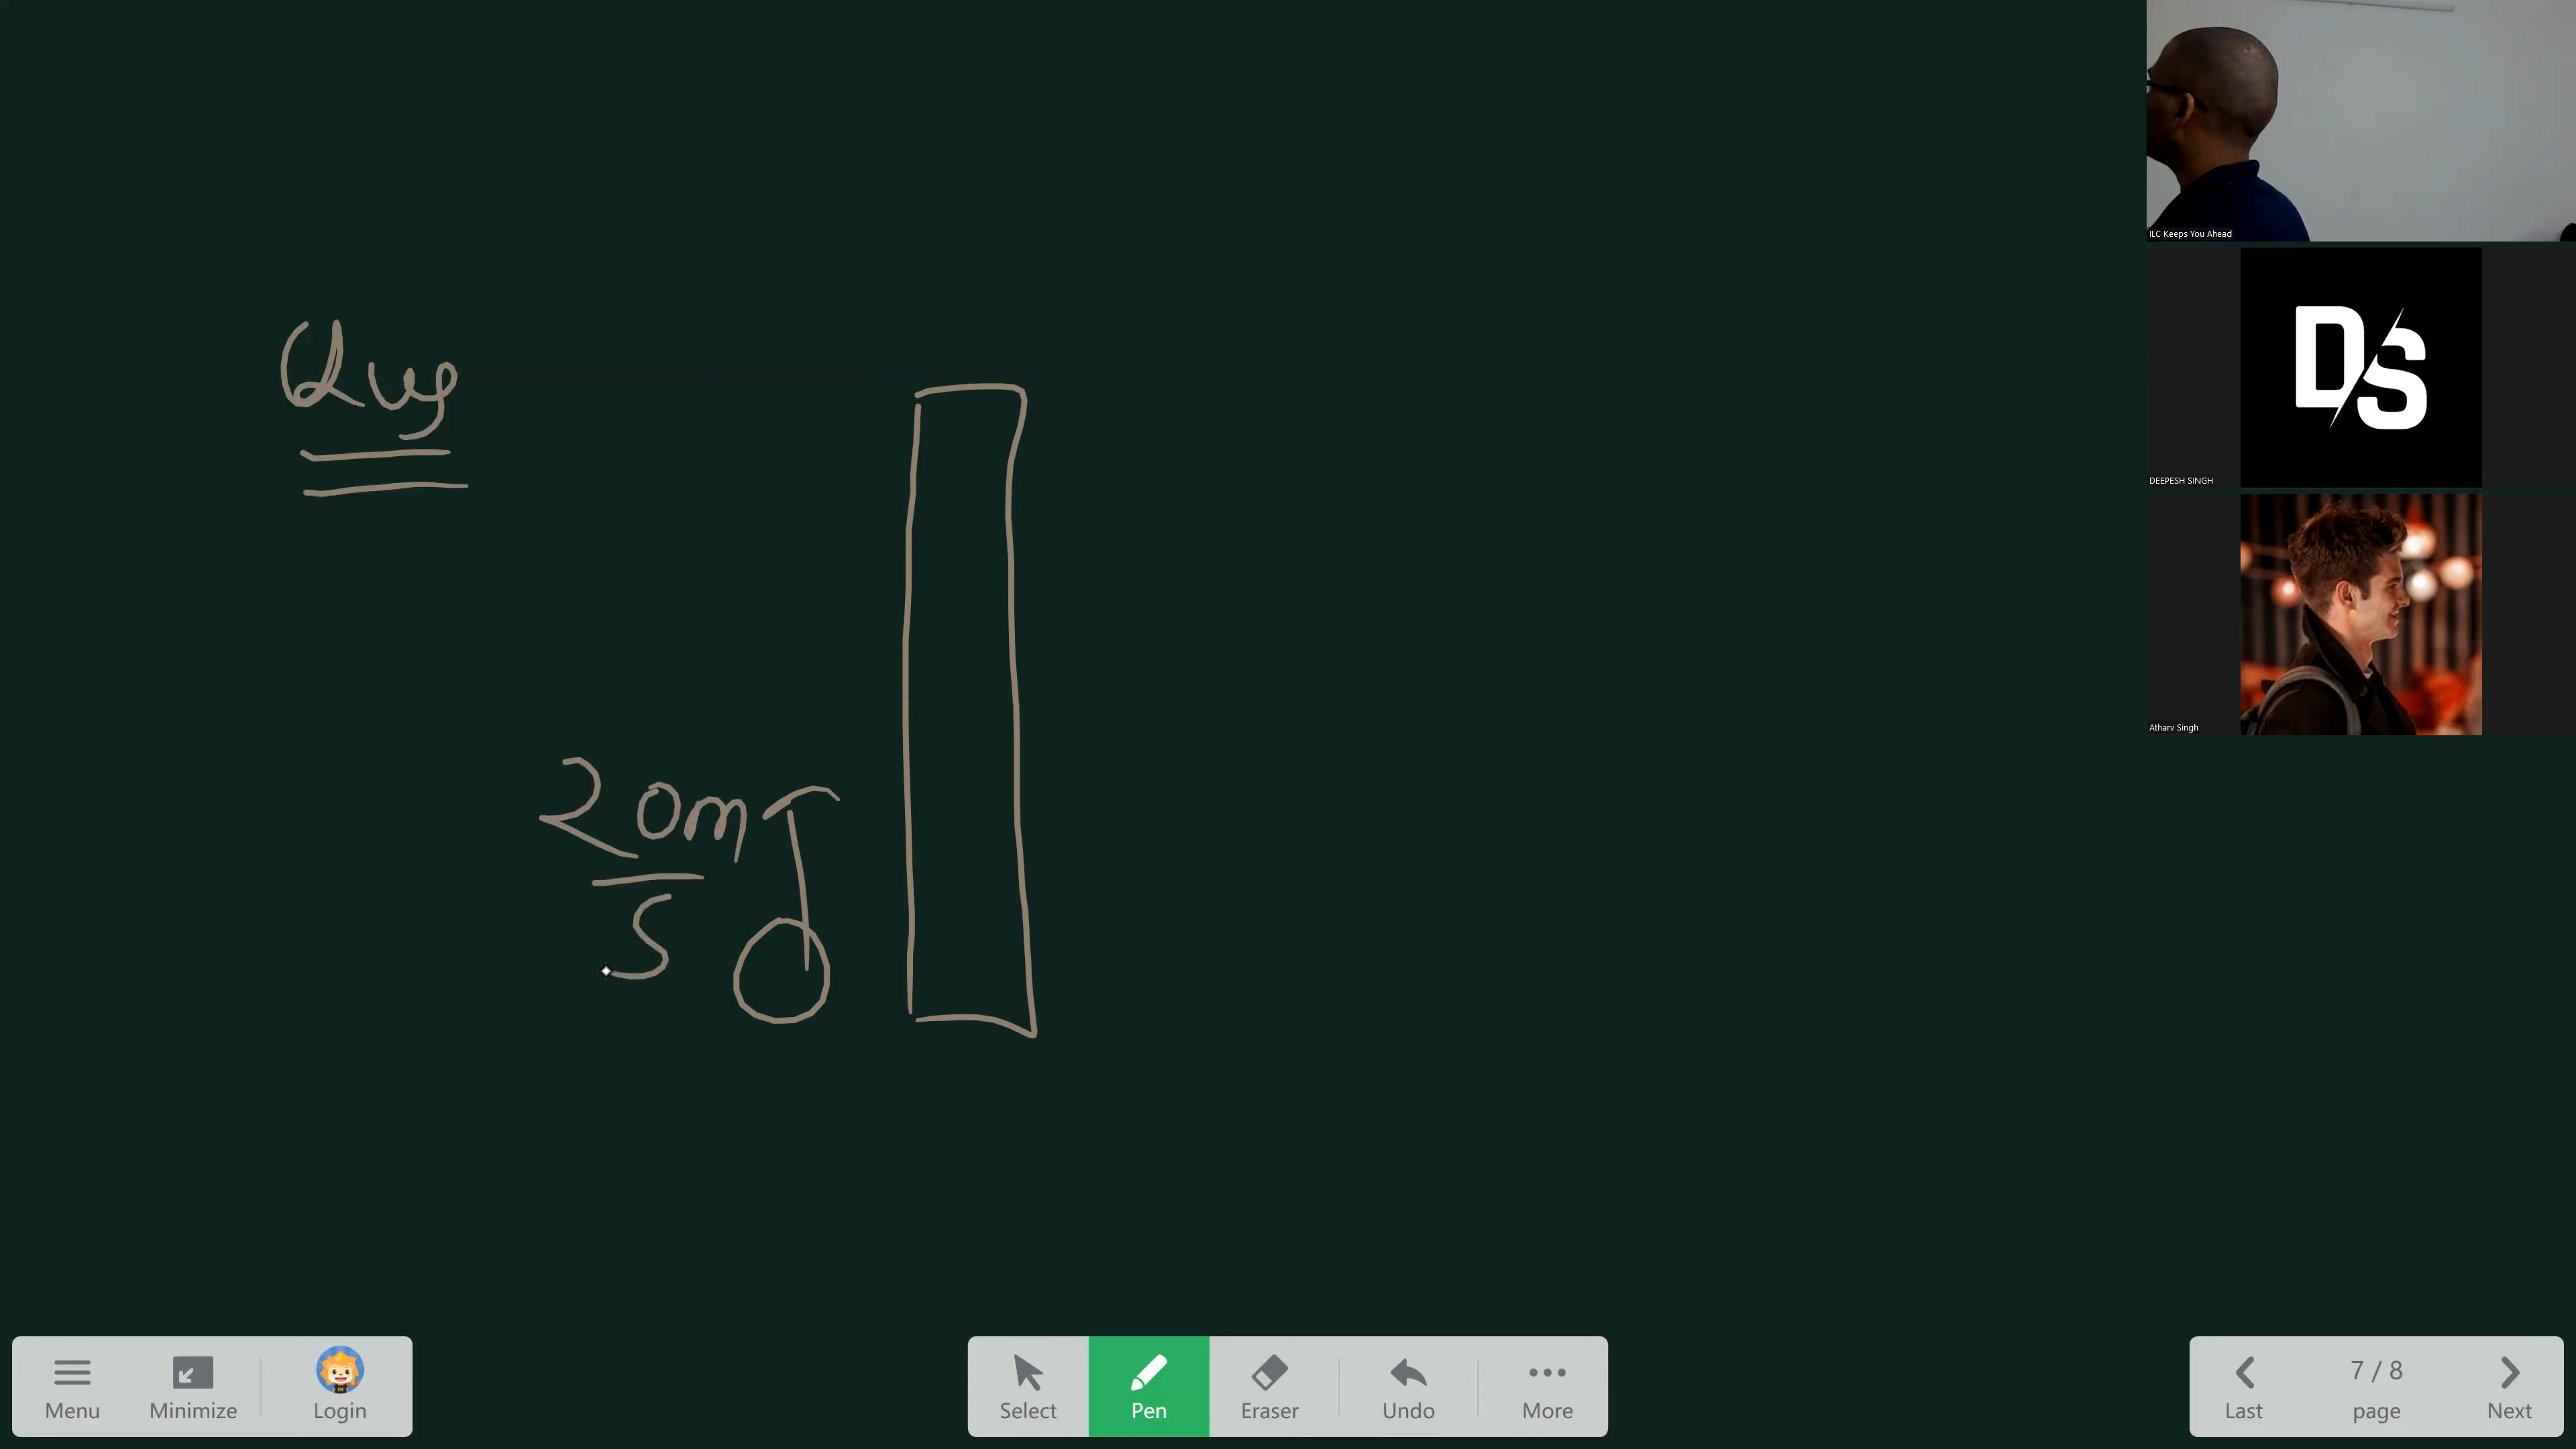 ILC Keeps You Ahead
DS
DEEPESH SINGH
Atharv Singh
Que
20m
S
Menu
Minimize
Login
Select
Pen
Eraser
Undo
More
Last
7 / 8
page
Next